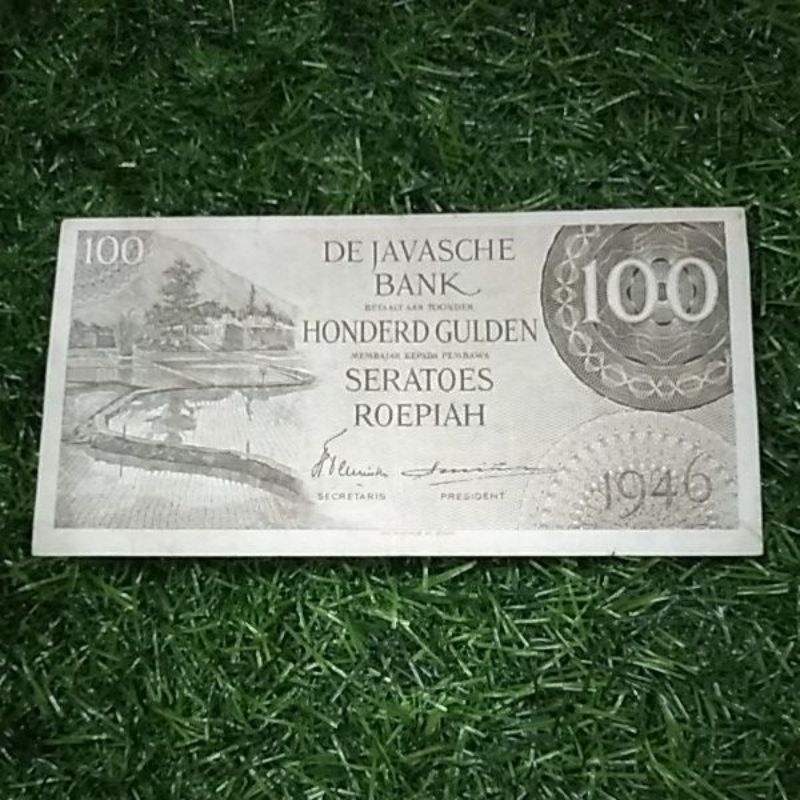 100
DE JAVASCHE
BANK
BETAALT AAN TOONDER
HONDERD GULDEN
MEMBAJAR KEPADA PEMBAWA
SERATOES
ROEPIAH
SECRETARIS
PRESIDENT
100
1946